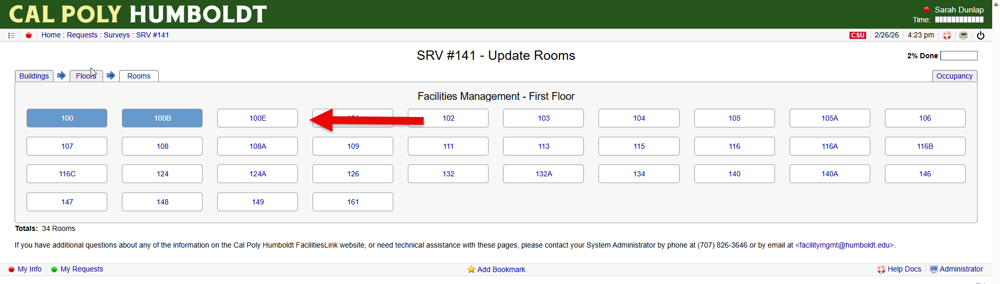 CAL POLY HUMBOLDT
Sarah Dunlap
Time:
Home : Requests : Surveys : SRV #141
CSU 2/26/26 4:23 pm
SRV #141 - Update Rooms
2% Done
Buildings Floors Rooms Occupancy
Facilities Management - First Floor
100 100B 100E 102 103 104 105 105A 106
107 108 108A 109 111 113 115 116 116A 116B
116C 124 124A 126 132 132A 134 140 140A 146
147 148 149 161
Totals: 34 Rooms
If you have additional questions about any of the information on the Cal Poly Humboldt FacilitiesLink website, or need technical assistance with these pages, please contact your System Administrator by phone at (707) 826-3646 or by email at <facilitymgmt@humboldt.edu>.
My Info My Requests Add Bookmark Help Docs Administrator